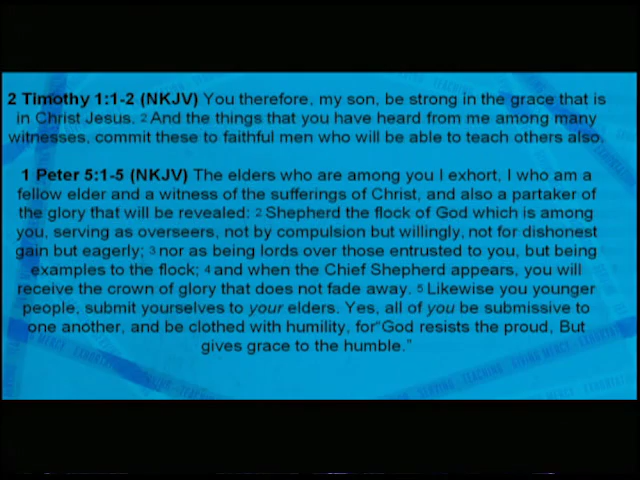 2 Timothy 1:1-2 (NKJV) You therefore, my son, be strong in the grace that is
in Christ Jesus. 2 And the things that you have heard from me among many
witnesses, commit these to faithful men who will be able to teach others also.
1 Peter 5:1-5 (NKJV) The elders who are among you I exhort, I who am a
fellow elder and a witness of the sufferings of Christ, and also a partaker of
the glory that will be revealed: 2 Shepherd the flock of God which is among
you, serving as overseers, not by compulsion but willingly, not for dishonest
gain but eagerly; 3 nor as being lords over those entrusted to you, but being
examples to the flock; 4 and when the Chief Shepherd appears, you will
receive the crown of glory that does not fade away. 5 Likewise you younger
people, submit yourselves to your elders. Yes, all of you be submissive to
one another, and be clothed with humility, for“God resists the proud, But
gives grace to the humble.”
SERVING TEACHING GIVING MERCY